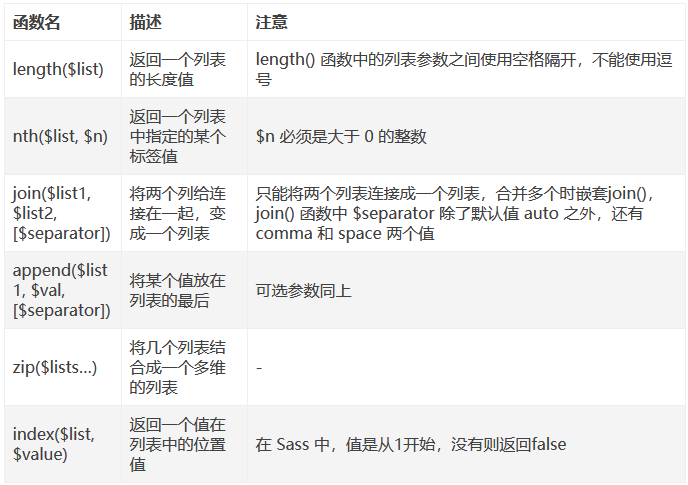 函数名 描述 注意
length($list) 返回一个列表的长度值 length() 函数中的列表参数之间使用空格隔开，不能使用逗号
nth($list, $n) 返回一个列表中指定的某个标签值 $n 必须是大于 0 的整数
join($list1, $list2, [$separator]) 将两个列给连接在一起，变成一个列表 只能将两个列表连接成一个列表，合并多个时嵌套join()，join() 函数中 $separator 除了默认值 auto 之外，还有 comma 和 space 两个值
append($list1, $val, [$separator]) 将某个值放在列表的最后 可选参数同上
zip($lists…) 将几个列表结合成一个多维的列表 -
index($list, $value) 返回一个值在列表中的位置值 在 Sass 中，值是从1开始，没有则返回false